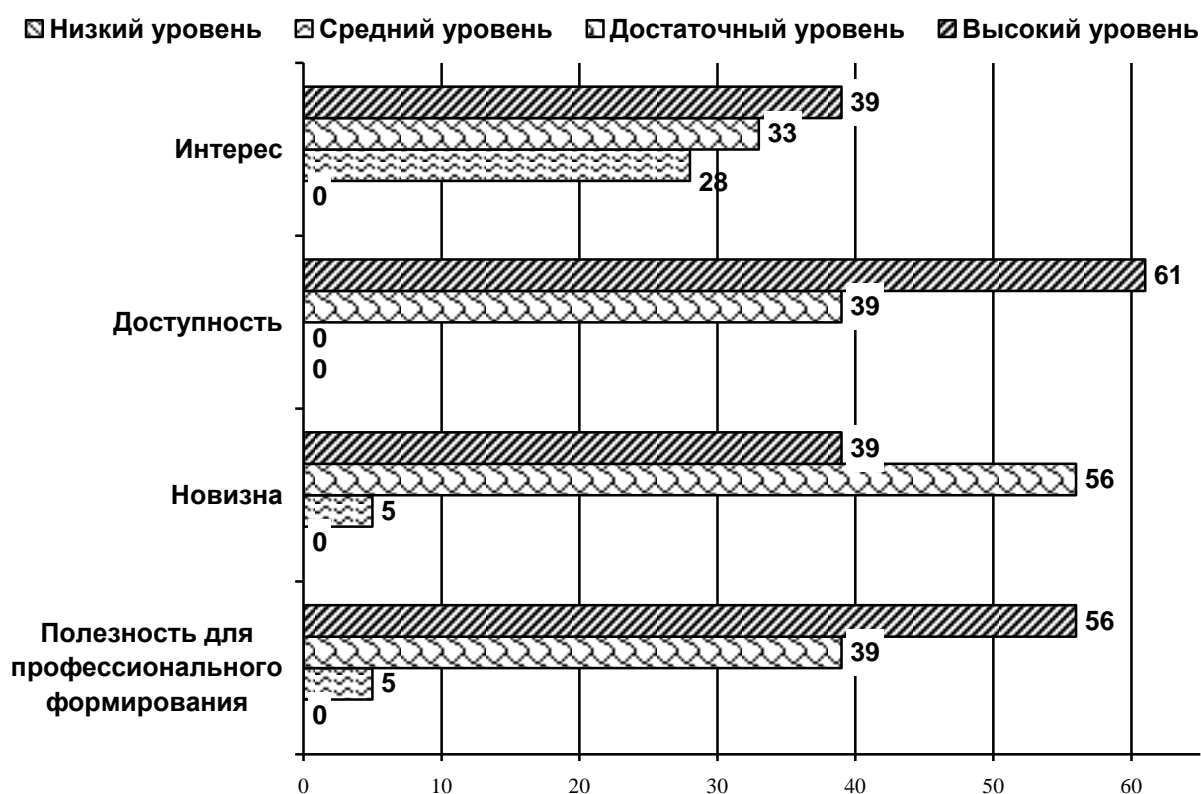 Низкий уровень Средний уровень Достаточный уровень Высокий уровень
39
33
Интерес
28
0
61
39
Доступность
0
0
39
56
Новизна
5
0
56
Полезность для
39
профессионального
5
формирования
0
0 10 20 30 40 50 60